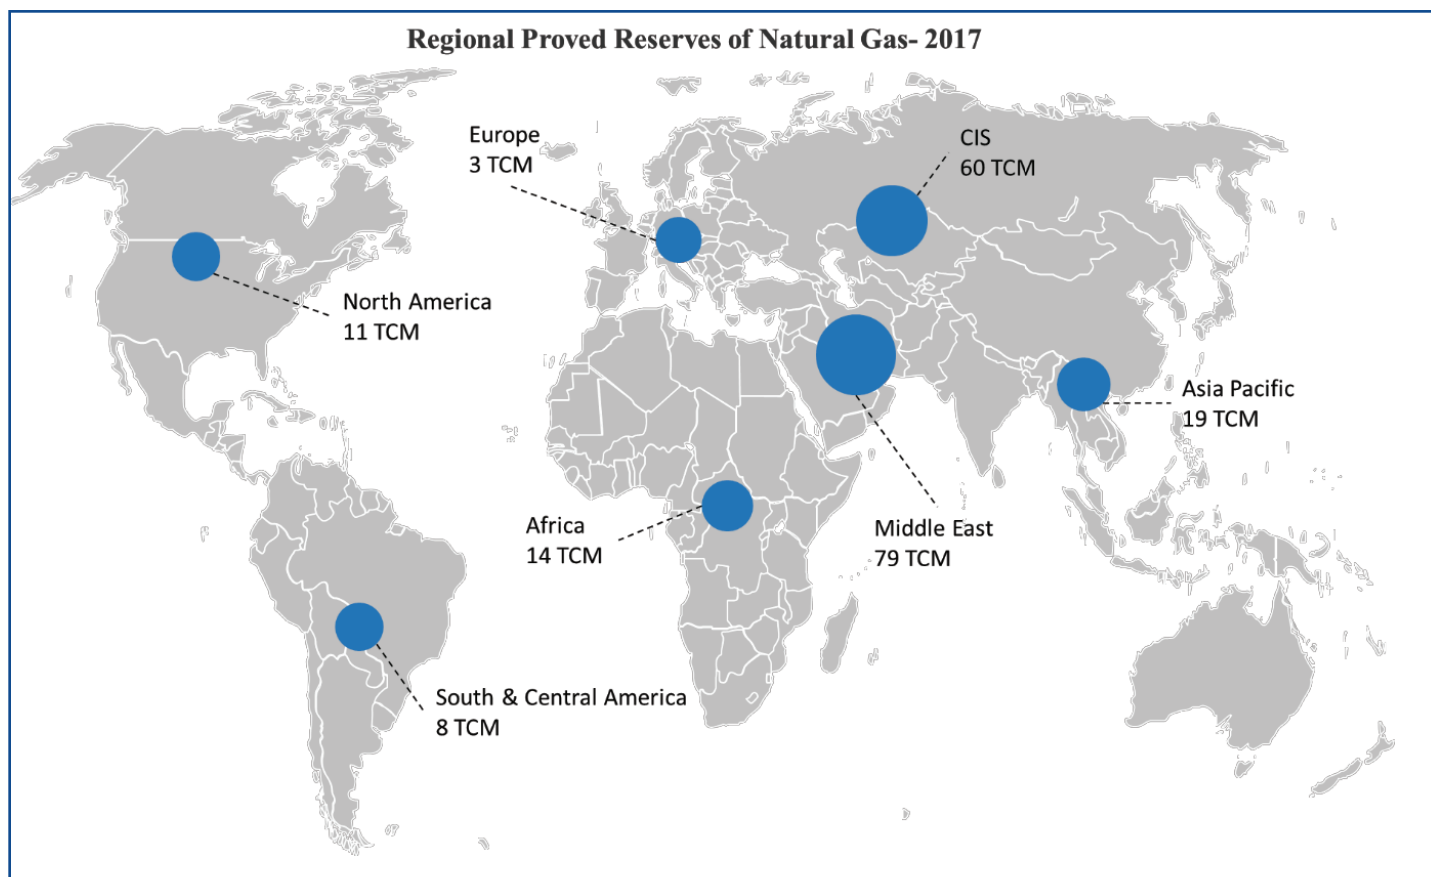 Regional Proved Reserves of Natural Gas- 2017
Europe
3 TCM
CIS
60 TCM
North America
11 TCM
Asia Pacific
19 TCM
Africa
14 TCM
Middle East
79 TCM
South & Central America
8 TCM